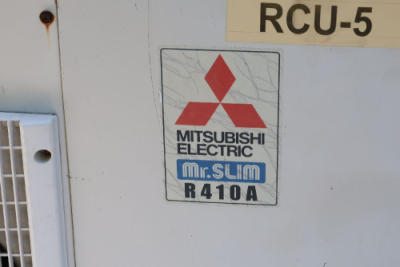 RCU-5
MITSUBISHI
ELECTRIC
Mr.SLIM
R410A